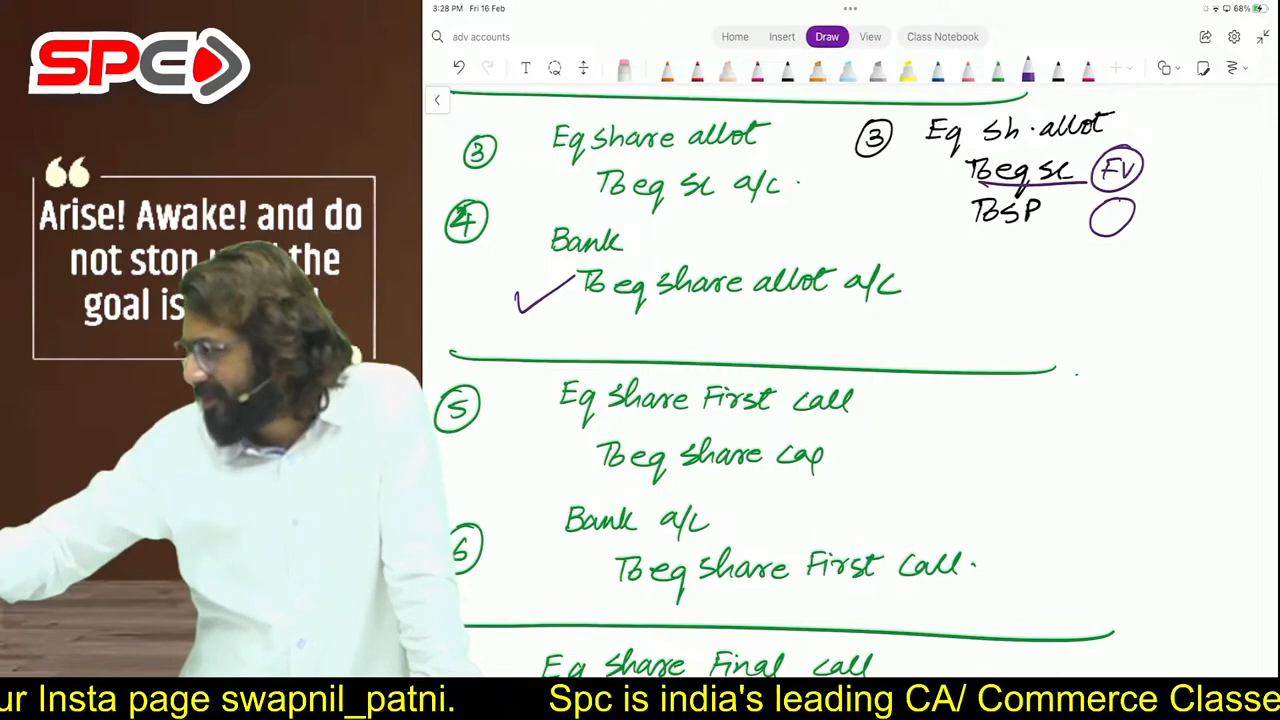 3:28 PM Fri 16 Feb
68%
adv accounts
Home Insert Draw View Class Notebook
SPC
Arise! Awake! and do
not stop the
goal is
3 Eq share allot
To eq sc a/c.
4 Bank
To eq share allot a/c
3 Eq sh. allot
To eq sc FV
To SP
5 Eq share First call
To eq share cap
6 Bank a/c
To eq share First call.
Eq share Final call
ur Insta page swapnil_patni. Spc is india's leading CA/ Commerce Classe